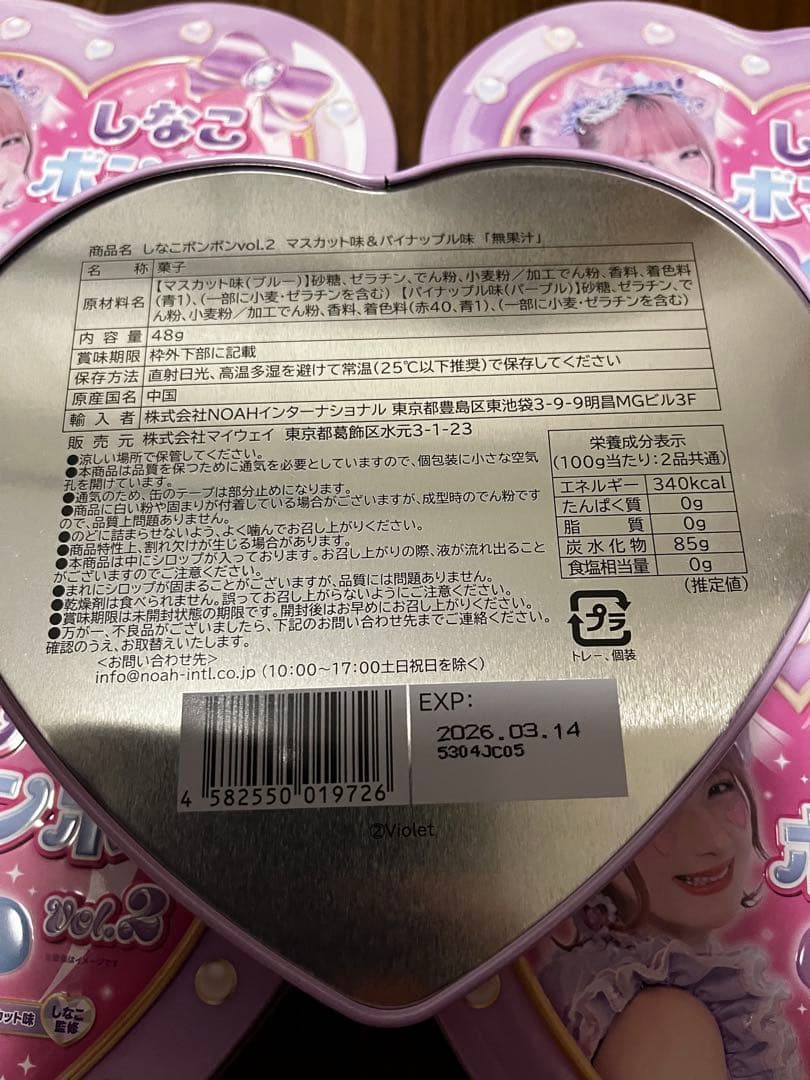 しなこ
し
商品名 しなこボンボンvol.2 マスカット味&パイナップル味 「無果汁」
名 称 菓子
原材料名 【マスカット味(ブルー)】砂糖、ゼラチン、でん粉、小麦粉/加工でん粉、香料、着色料
(青1)、(一部に小麦・ゼラチンを含む) 【パイナップル味(パープル)】砂糖、ゼラチン、で
ん粉、小麦粉/加工でん粉、香料、着色料(赤40、青1)、(一部に小麦・ゼラチンを含む)
内 容 量 48g
賞味期限 枠外下部に記載
保存方法 直射日光、高温多湿を避けて常温(25℃以下推奨)で保存してください
原産国名 中国
輸 入 者 株式会社NOAHインターナショナル 東京都豊島区東池袋3-9-9明昌MGビル3F
販 売 元 株式会社マイウェイ 東京都葛飾区水元3-1-23
●涼しい場所で保管してください。
●本商品は品質を保つために通気を必要としていますので、個包装に小さな空気
孔を開けています。
●通気のため、缶のテープは部分止めになります。
●商品に白い粉や固まりが付着している場合がございますが、成型時のでん粉です
ので、品質上問題ありません。
●のどに詰まらせないよう、よく噛んでお召し上がりください。
●商品特性上、割れ欠けが生じる場合があります。
●本商品は中にシロップが入っております。お召し上がりの際、液が流れ出ること
がございますのでご注意ください。
●まれにシロップが固まることがございますが、品質には問題ありません。
●乾燥剤は食べられません。誤ってお召し上がらないようにしてください。
●賞味期限は未開封状態の期限です。開封後はお早めにお召し上がりください。
●万が一、不良品がございましたら、下記のお問い合わせ先までご連絡ください。
確認のうえ、お取替えいたします。
<お問い合わせ先>
info@noah-intl.co.jp (10:00〜17:00土日祝日を除く)
栄養成分表示
(100g当たり:2品共通)
エネルギー 340kcal
たんぱく質 0g
脂 質 0g
炭水化物 85g
食塩相当量 0g
(推定値)
プラ
トレー、個装
4 582550 019726
EXP:
2026.03.14
5304JC05
②Violet
ンボ
vol.2
※画像はイメージです
カット味
しなこ
監修